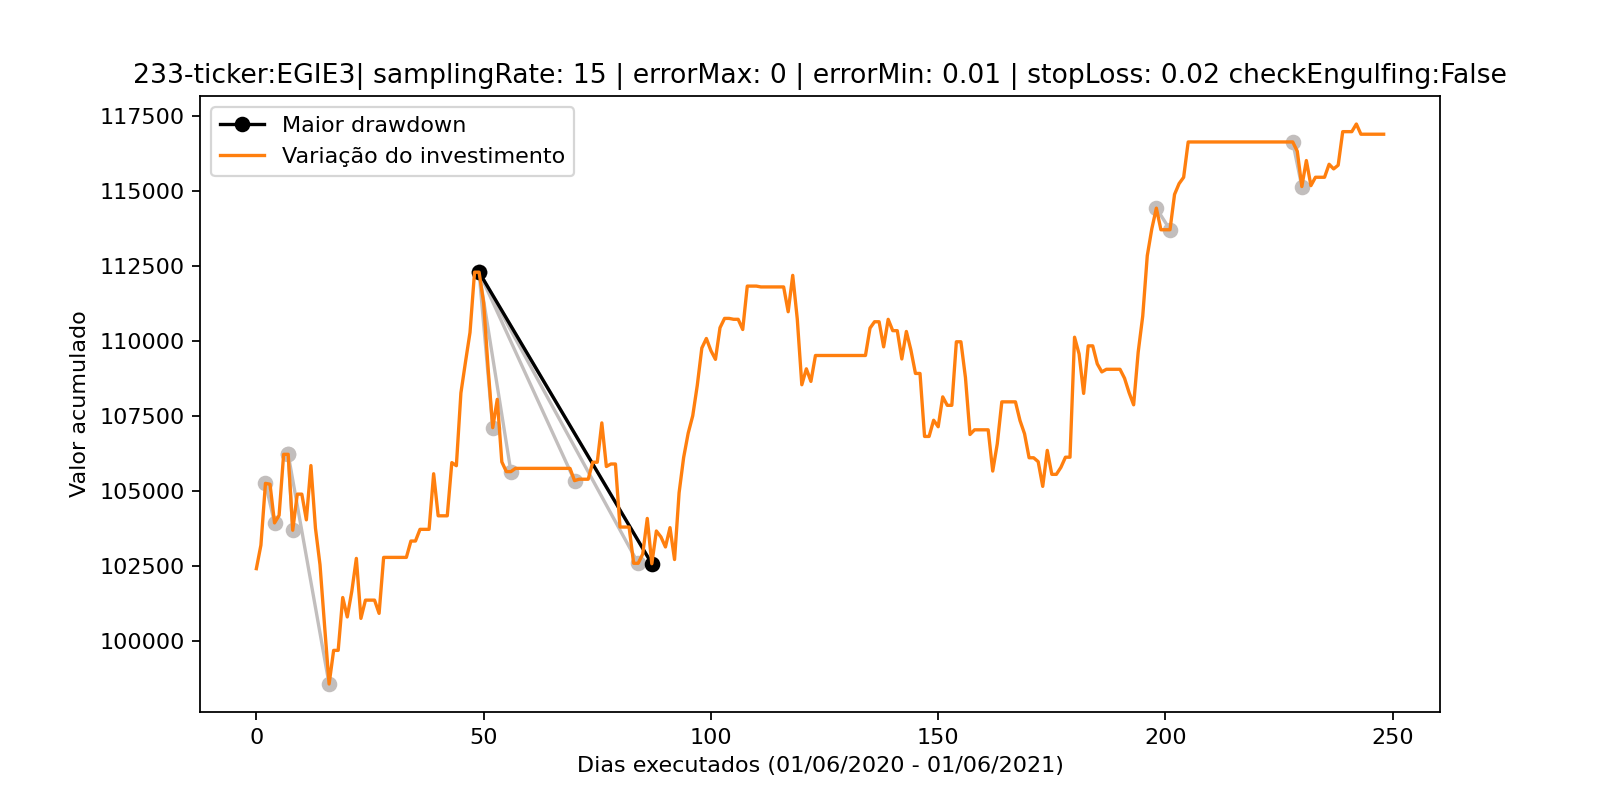 233-ticker:EGIE3| samplingRate: 15 | errorMax: 0 | errorMin: 0.01 | stopLoss: 0.02 checkEngulfing:False
Maior drawdown
Variação do investimento
Valor acumulado
117500
115000
112500
110000
107500
105000
102500
100000
0 50 100 150 200 250
Dias executados (01/06/2020 - 01/06/2021)